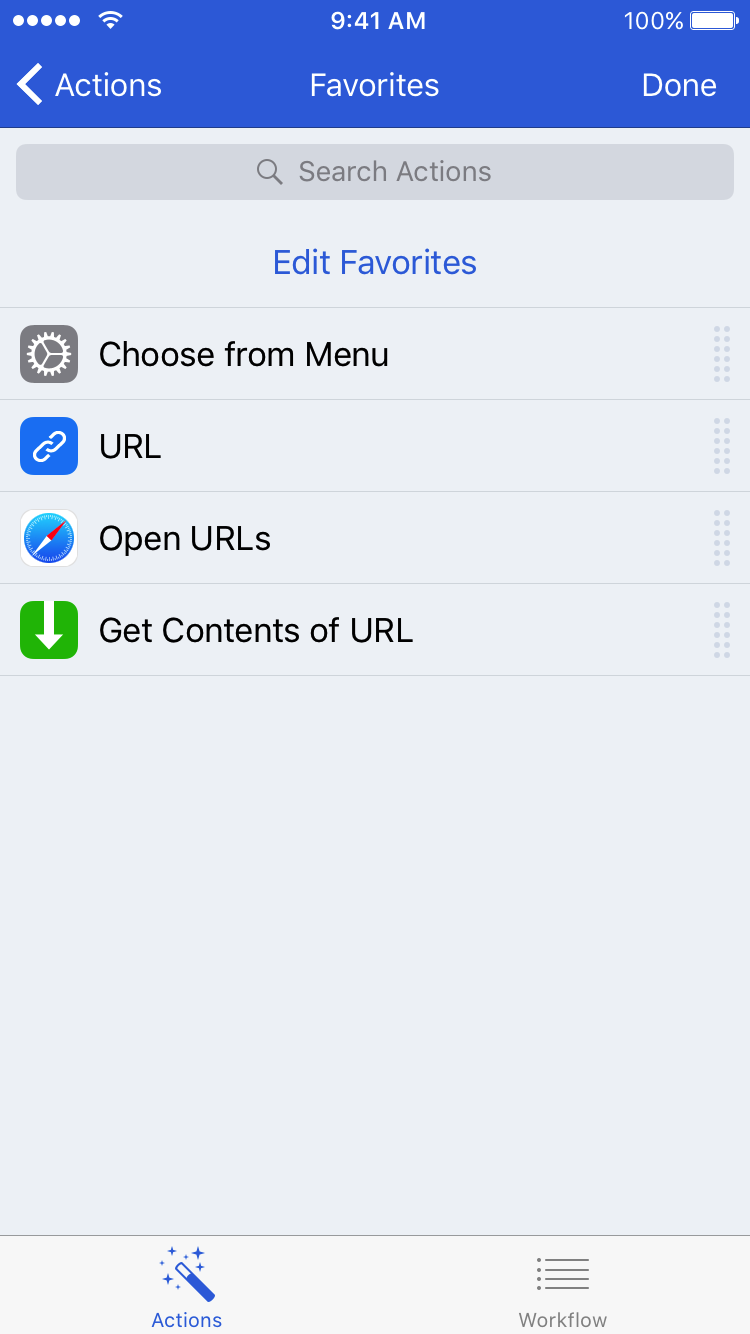 9:41 AM 100%
Actions Favorites Done
Search Actions
Edit Favorites
Choose from Menu
URL
Open URLs
Get Contents of URL
Actions Workflow